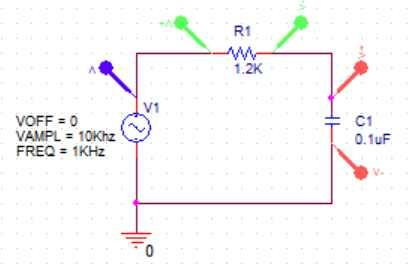 V+
V-
R1
1.2K
V+
V
V1
VOFF = 0
VAMPL = 10Khz
FREQ = 1KHz
C1
0.1uF
V-
0